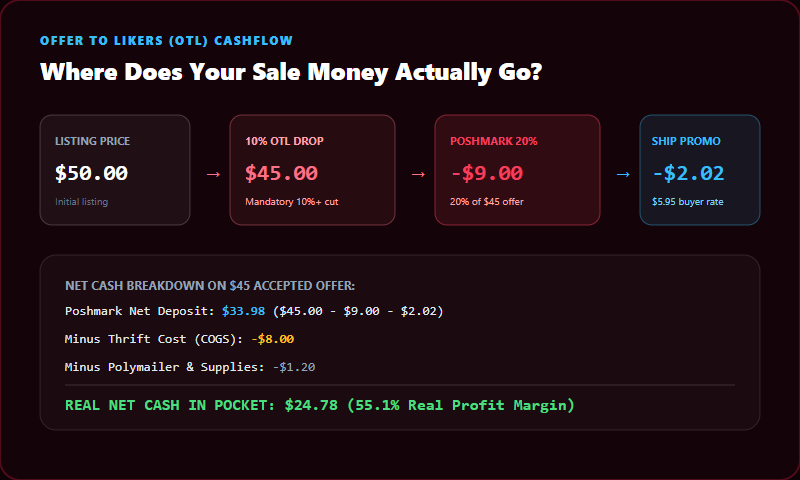 OFFER TO LIKERS (OTL) CASHFLOW
Where Does Your Sale Money Actually Go?
LISTING PRICE
$50.00
Initial listing
→
10% OTL DROP
$45.00
Mandatory 10%+ cut
→
POSHMARK 20%
-$9.00
20% of $45 offer
→
SHIP PROMO
-$2.02
$5.95 buyer rate
NET CASH BREAKDOWN ON $45 ACCEPTED OFFER:
Poshmark Net Deposit: $33.98 ($45.00 - $9.00 - $2.02)
Minus Thrift Cost (COGS): -$8.00
Minus Polymailer & Supplies: -$1.20
REAL NET CASH IN POCKET: $24.78 (55.1% Real Profit Margin)